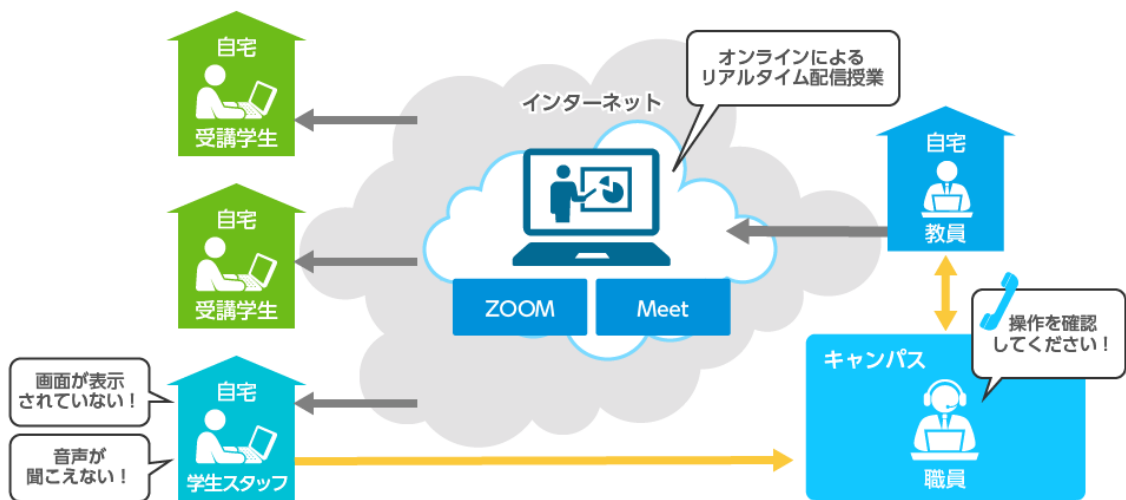 自宅
受講学生
自宅
受講学生
画面が表示
されていない！
音声が
聞こえない！
自宅
学生スタッフ
インターネット
オンラインによる
リアルタイム配信授業
ZOOM
Meet
自宅
教員
操作を確認
してください！
キャンパス
職員